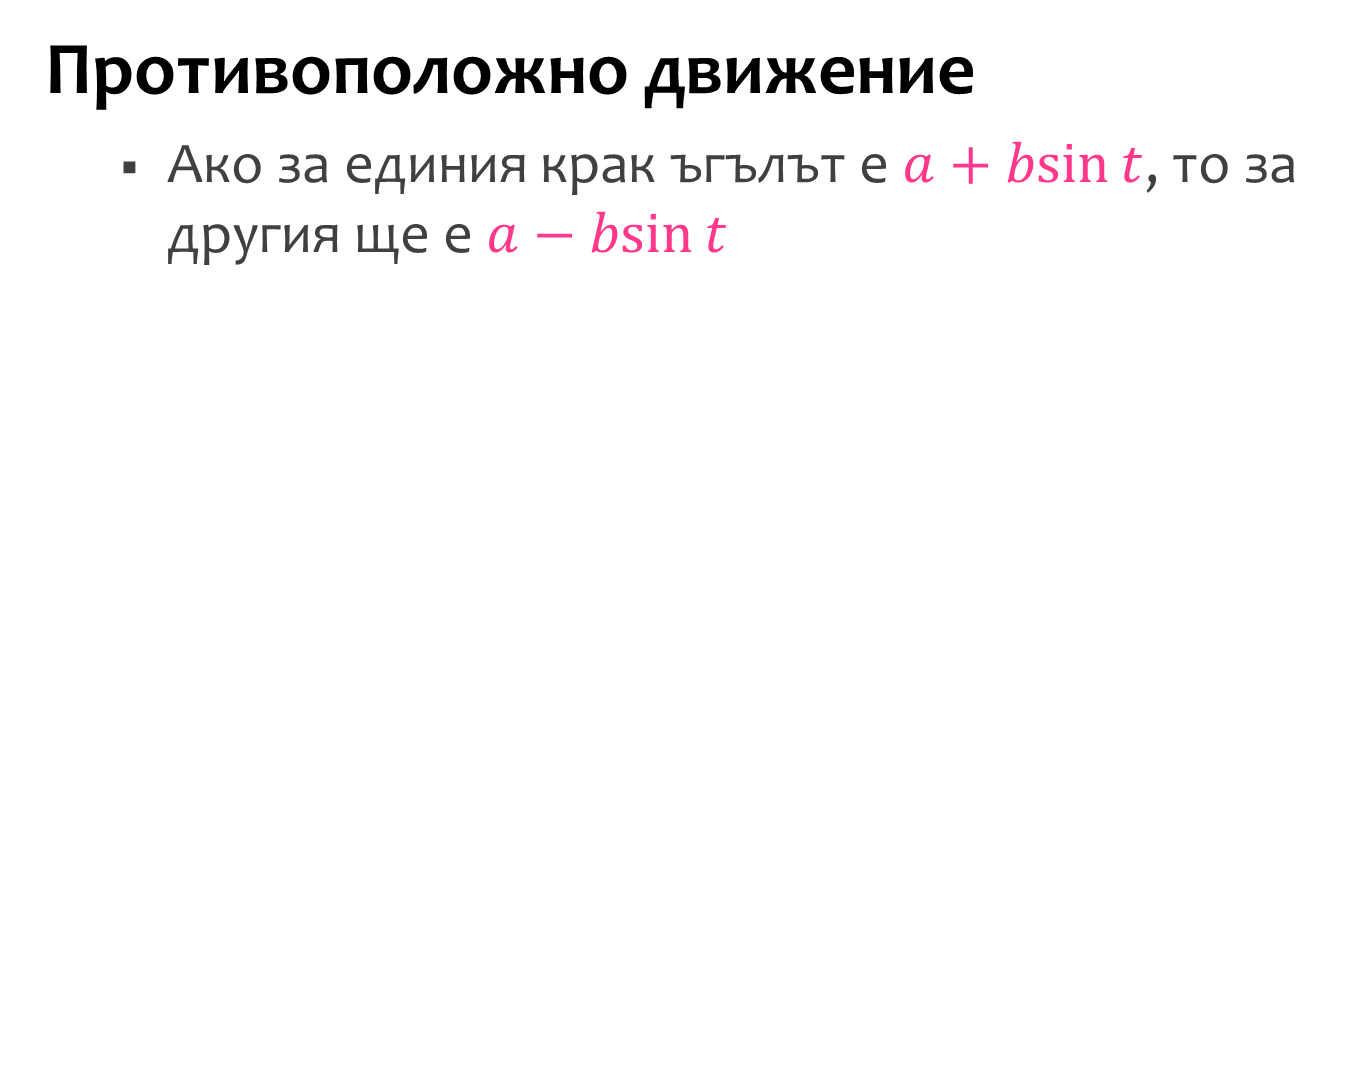 Противоположно движение
▪ Ако за единия крак ъгълът е a + bsin t, то за
другия ще е a − bsin t